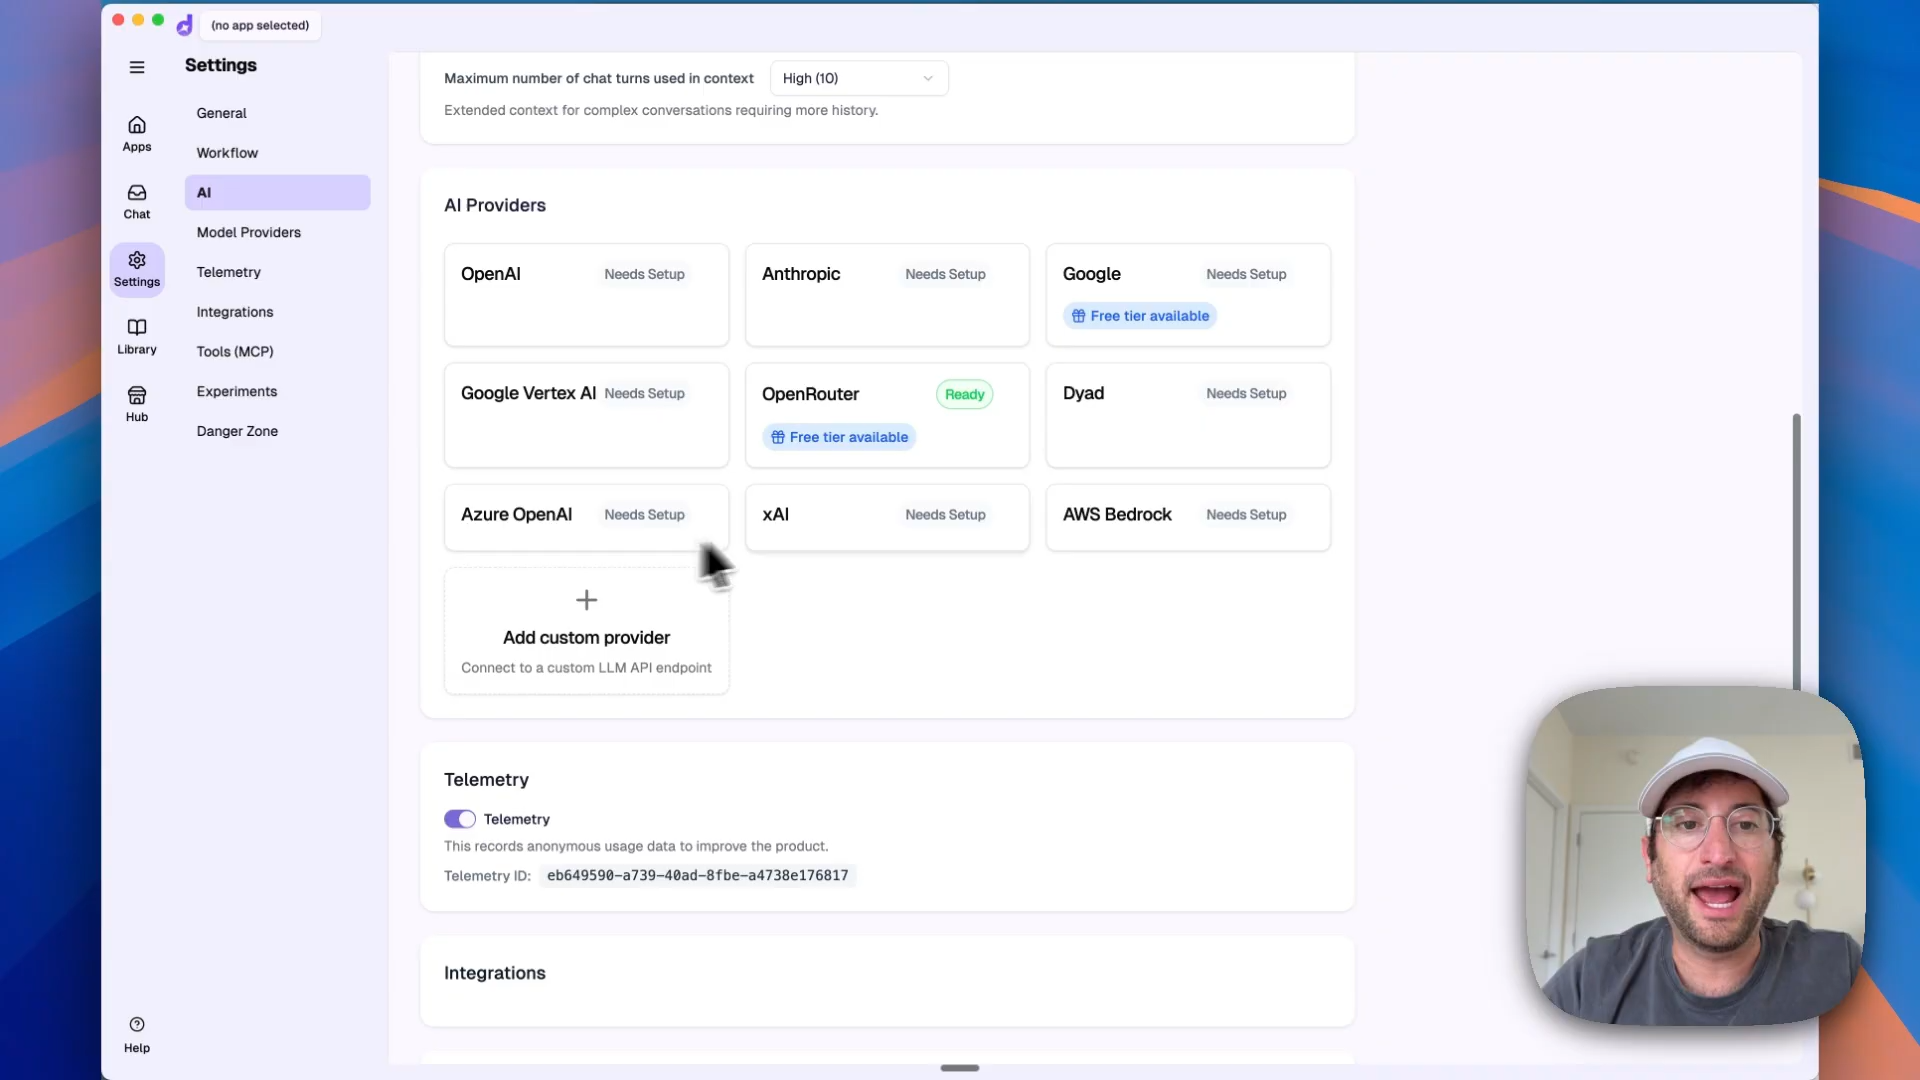 (no app selected)
Settings
Apps
Chat
Settings
Library
Hub
Help
General
Workflow
AI
Model Providers
Telemetry
Integrations
Tools (MCP)
Experiments
Danger Zone
Maximum number of chat turns used in context High (10)
Extended context for complex conversations requiring more history.
AI Providers
OpenAI Needs Setup
Anthropic Needs Setup
Google Needs Setup
Free tier available
Google Vertex AI Needs Setup
OpenRouter Ready
Free tier available
Dyad Needs Setup
Azure OpenAI Needs Setup
xAI Needs Setup
AWS Bedrock Needs Setup
Add custom provider
Connect to a custom LLM API endpoint
Telemetry
Telemetry
This records anonymous usage data to improve the product.
Telemetry ID: eb649590-a739-40ad-8fbe-a4738e176817
Integrations